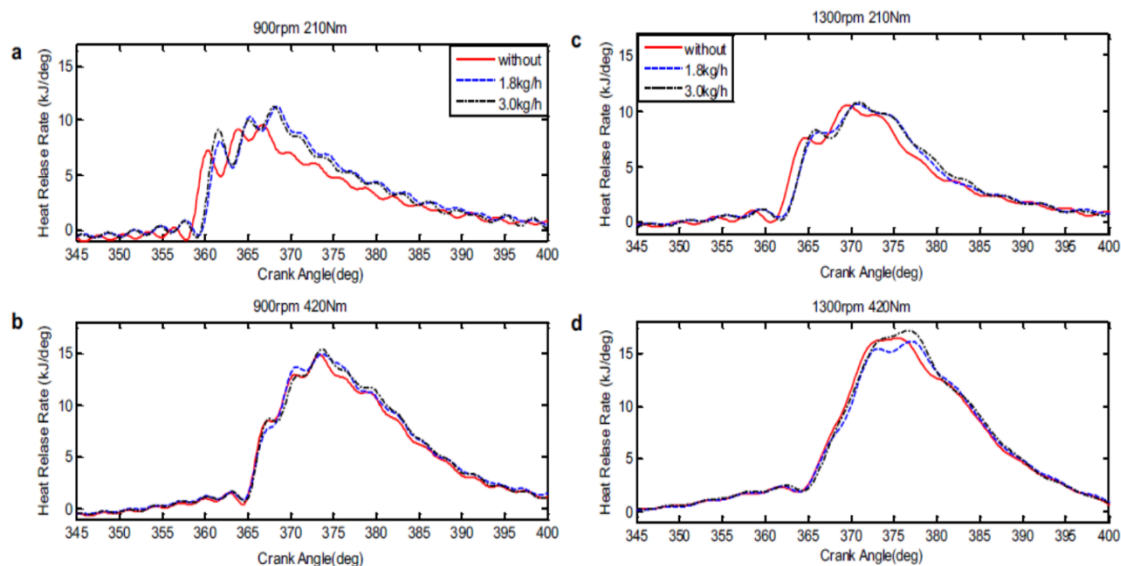 a
900rpm 210Nm
Heat Relase Rate (kJ/deg)
15
10
5
0
without
1.8kg/h
3.0kg/h
345 350 355 360 365 370 375 380 385 390 395 400
Crank Angle(deg)
c
1300rpm 210Nm
Heat Relase Rate (kJ/deg)
15
10
5
0
without
1.8kg/h
3.0kg/h
345 350 355 360 365 370 375 380 385 390 395 400
Crank Angle(deg)
b
900rpm 420Nm
Heat Relase Rate (kJ/deg)
15
10
5
0
345 350 355 360 365 370 375 380 385 390 395 400
Crank Angle(deg)
d
1300rpm 420Nm
Heat Relase Rate (kJ/deg)
15
10
5
0
345 350 355 360 365 370 375 380 385 390 395 400
Crank Angle(deg)